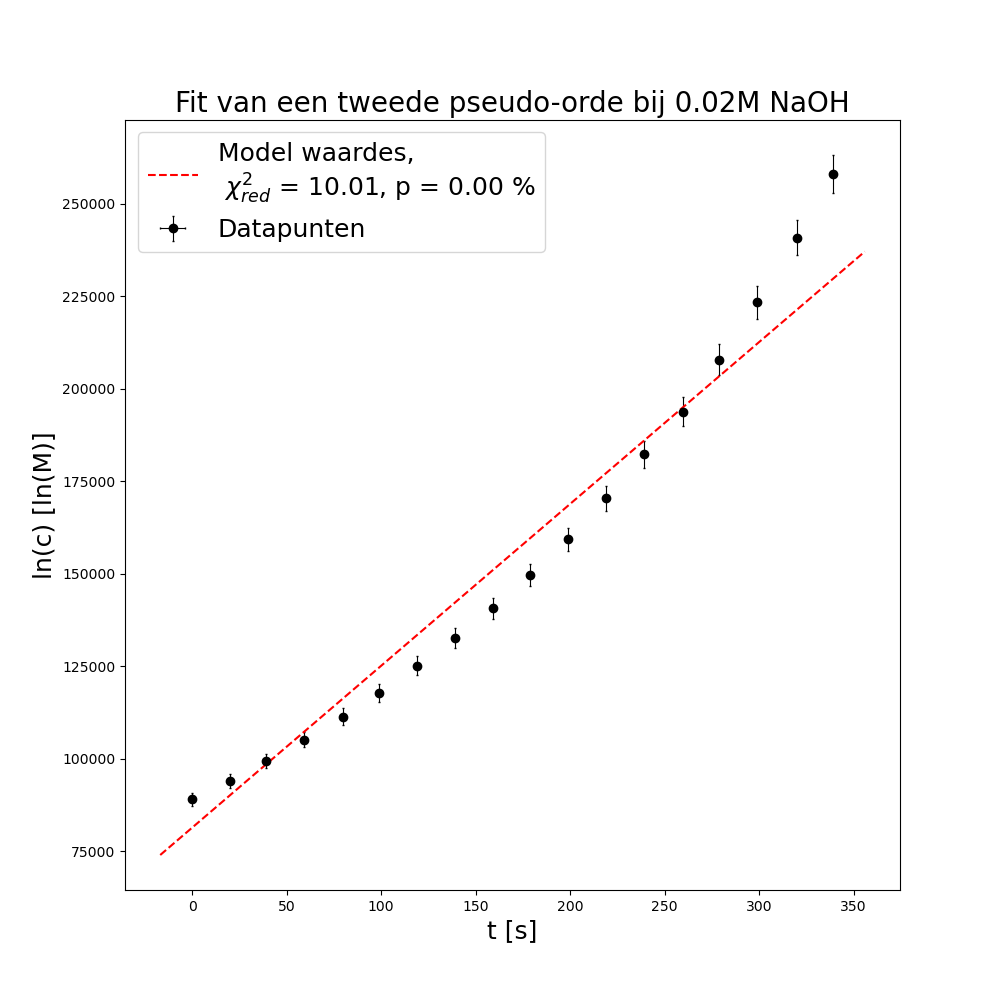 Fit van een tweede pseudo-orde bij 0.02M NaOH
Model waardes,
χ²_red = 10.01, p = 0.00 %
Datapunten
ln(c) [ln(M)]
250000
225000
200000
175000
150000
125000
100000
75000
0 50 100 150 200 250 300 350
t [s]